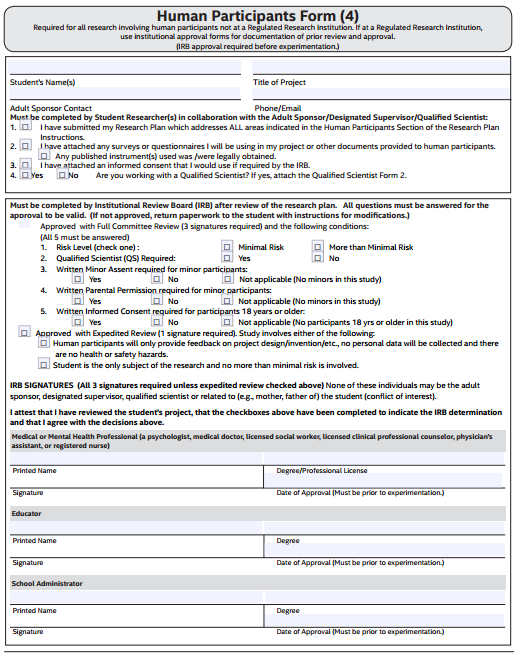 Human Participants Form (4)
Required for all research involving human participants not at a Regulated Research Institution. If at a Regulated Research Institution,
use institutional approval forms for documentation of prior review and approval.
(IRB approval required before experimentation.)
Student's Name(s) Title of Project
Adult Sponsor Contact Phone/Email
Must be completed by Student Researcher(s) in collaboration with the Adult Sponsor/Designated Supervisor/Qualified Scientist:
1. I have submitted my Research Plan which addresses ALL areas indicated in the Human Participants Section of the Research Plan
Instructions.
2. I have attached any surveys or questionnaires I will be using in my project or other documents provided to human participants.
Any published instrument(s) used was /were legally obtained.
3. I have attached an informed consent that I would use if required by the IRB.
4. Yes No Are you working with a Qualified Scientist? If yes, attach the Qualified Scientist Form 2.
Must be completed by Institutional Review Board (IRB) after review of the research plan. All questions must be answered for the
approval to be valid. (If not approved, return paperwork to the student with instructions for modifications.)
Approved with Full Committee Review (3 signatures required) and the following conditions:
(All 5 must be answered)
1. Risk Level (check one) : Minimal Risk More than Minimal Risk
2. Qualified Scientist (QS) Required: Yes No
3. Written Minor Assent required for minor participants:
Yes No Not applicable (No minors in this study)
4. Written Parental Permission required for minor participants:
Yes No Not applicable (No minors in this study)
5. Written Informed Consent required for participants 18 years or older:
Yes No Not applicable (No participants 18 yrs or older in this study)
Approved with Expedited Review (1 signature required). Study involves either of the following:
Human participants will only provide feedback on project design/invention/etc., no personal data will be collected and there
are no health or safety hazards.
Student is the only subject of the research and no more than minimal risk is involved.
IRB SIGNATURES (All 3 signatures required unless expedited review checked above) None of these individuals may be the adult
sponsor, designated supervisor, qualified scientist or related to (e.g., mother, father of) the student (conflict of interest).
I attest that I have reviewed the student's project, that the checkboxes above have been completed to indicate the IRB determination
and that I agree with the decisions above.
Medical or Mental Health Professional (a psychologist, medical doctor, licensed social worker, licensed clinical professional counselor, physician's
assistant, or registered nurse)
Printed Name Degree/Professional License
Signature Date of Approval (Must be prior to experimentation.)
Educator
Printed Name Degree
Signature Date of Approval (Must be prior to experimentation.)
School Administrator
Printed Name Degree
Signature Date of Approval (Must be prior to experimentation.)